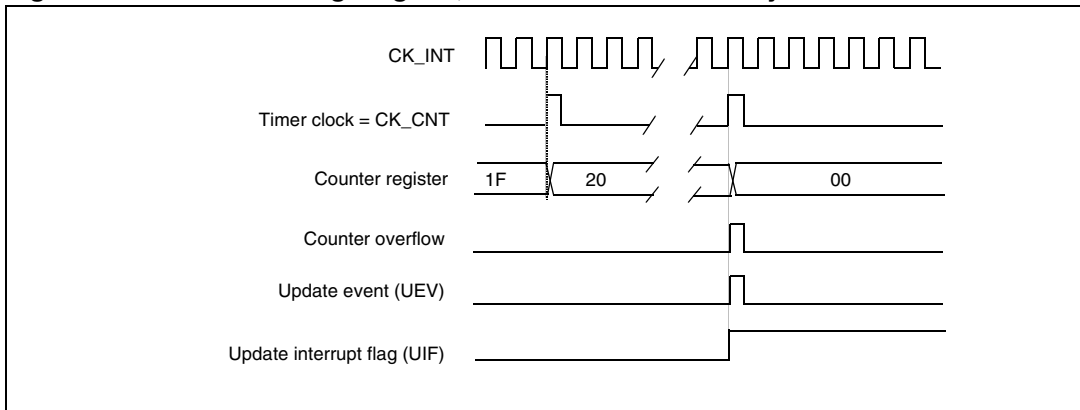 CK_INT
Timer clock = CK_CNT
Counter register 1F 20 00
Counter overflow
Update event (UEV)
Update interrupt flag (UIF)